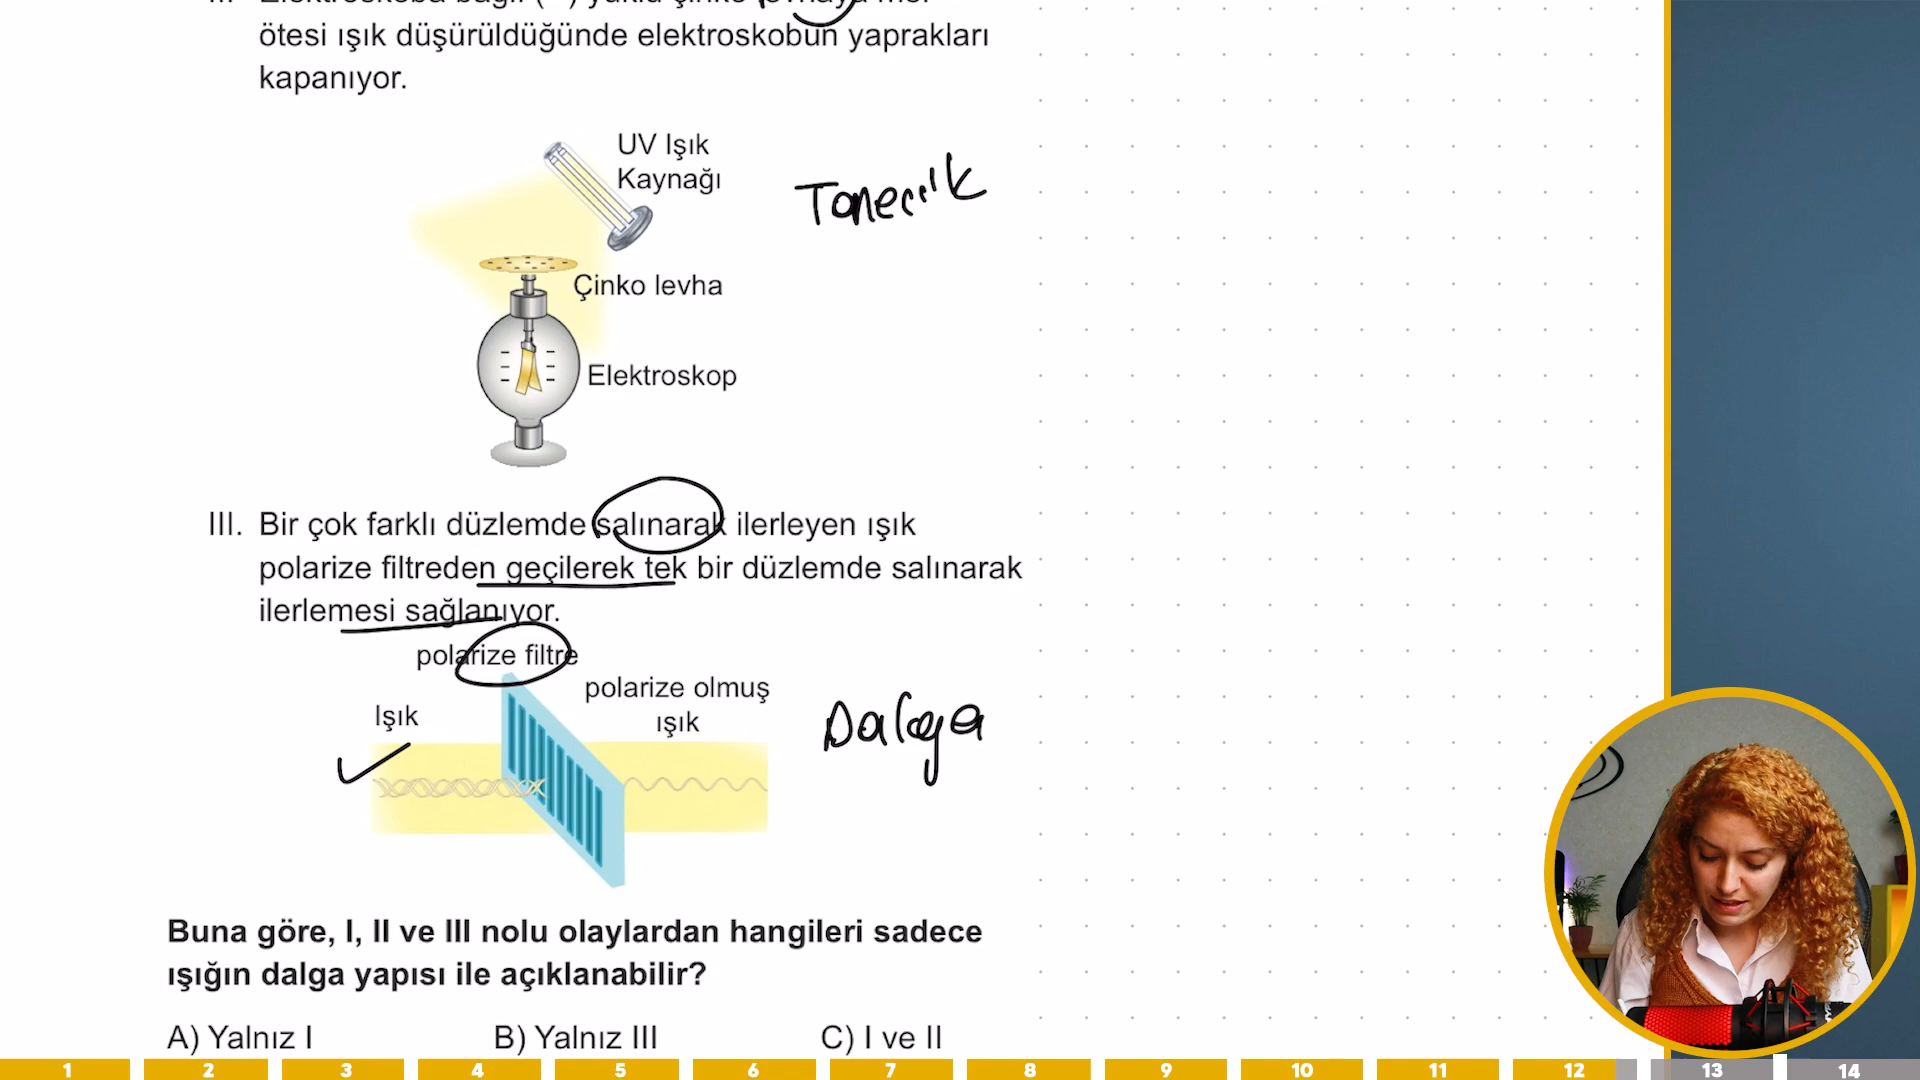 ötesi ışık düşürüldüğünde elektroskobun yaprakları
kapanıyor.
UV Işık
Kaynağı
Tanecik
Çinko levha
Elektroskop
III. Bir çok farklı düzlemde salınarak ilerleyen ışık
polarize filtreden geçilerek tek bir düzlemde salınarak
ilerlemesi sağlanıyor.
polarize filtre
polarize olmuş
ışık
Işık
Dalga
Buna göre, I, II ve III nolu olaylardan hangileri sadece
ışığın dalga yapısı ile açıklanabilir?
A) Yalnız I B) Yalnız III C) I ve II
1 2 3 4 5 6 7 8 9 10 11 12 13 14